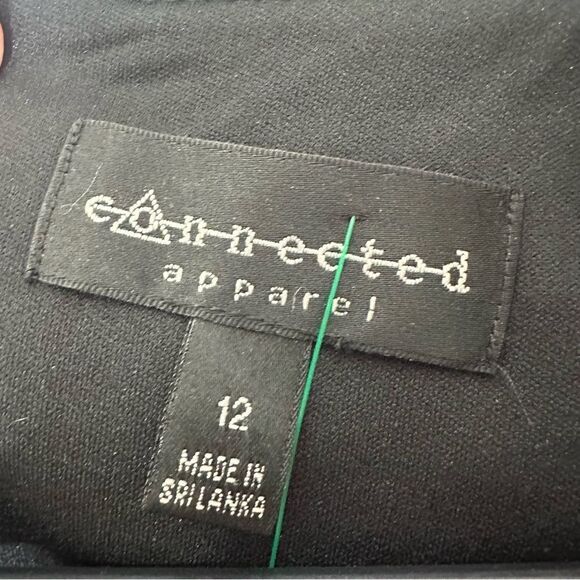 connected
apparel
12
MADE IN
SRI LANKA